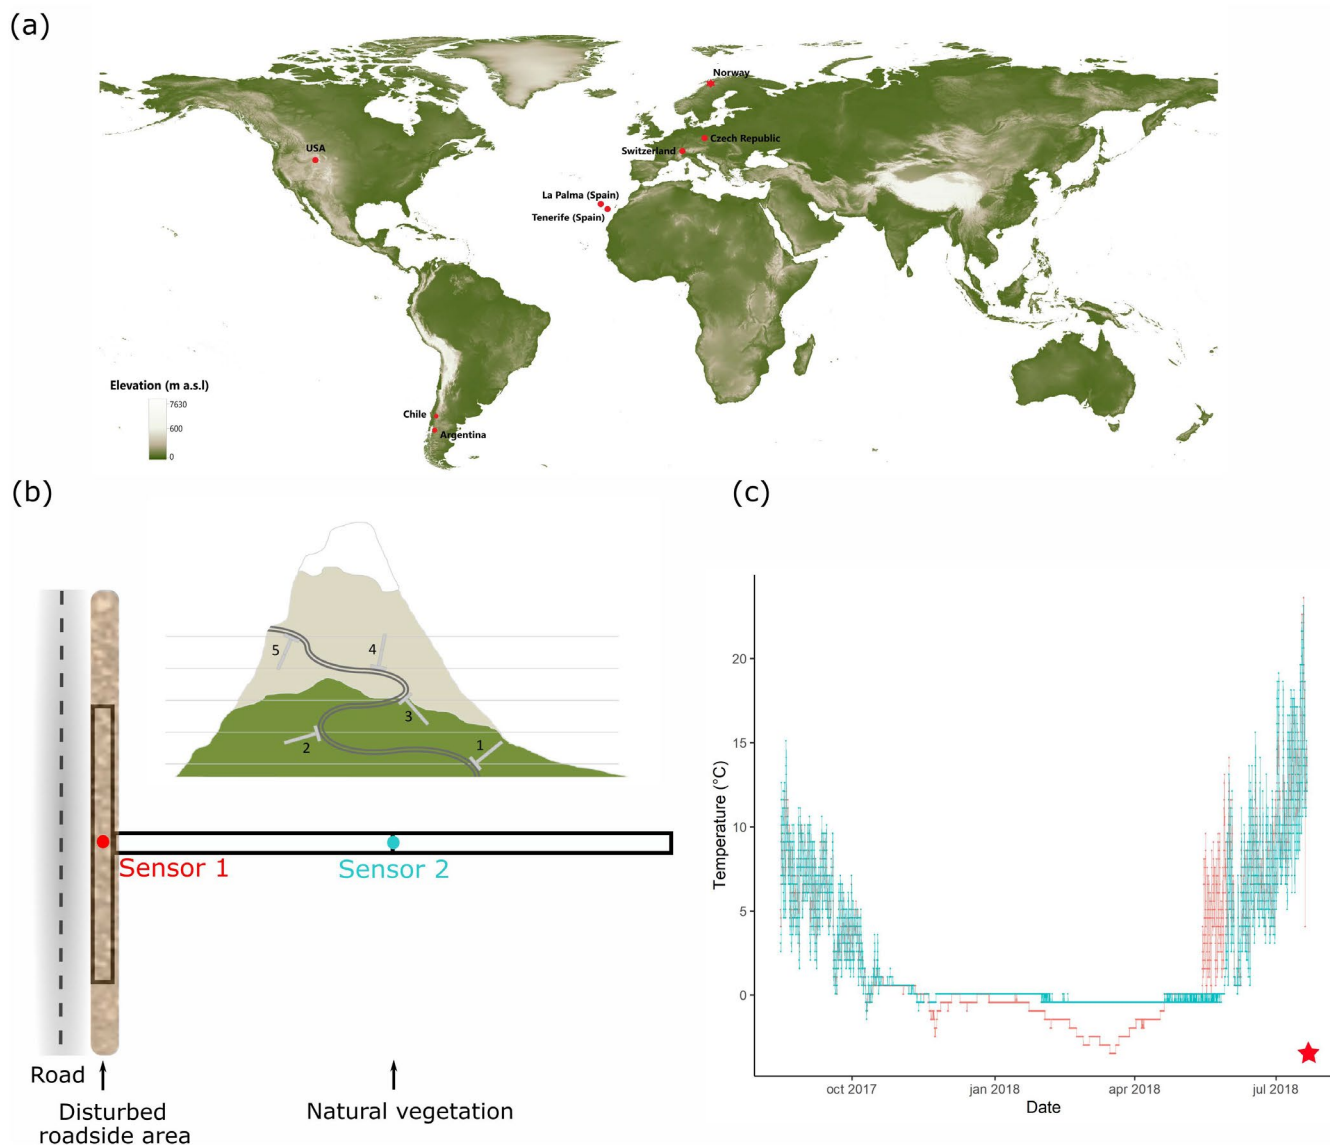 (a)
Norway
Czech Republic
Switzerland
USA
La Palma (Spain)
Tenerife (Spain)
Elevation (m a.s.l)
7630
600
0
Chile
Argentina
(b)
5
4
3
2
1
Sensor 1
Sensor 2
Road
Disturbed
roadside area
Natural vegetation
(c)
Temperature (°C)
20
15
10
5
0
oct 2017
jan 2018
apr 2018
jul 2018
Date